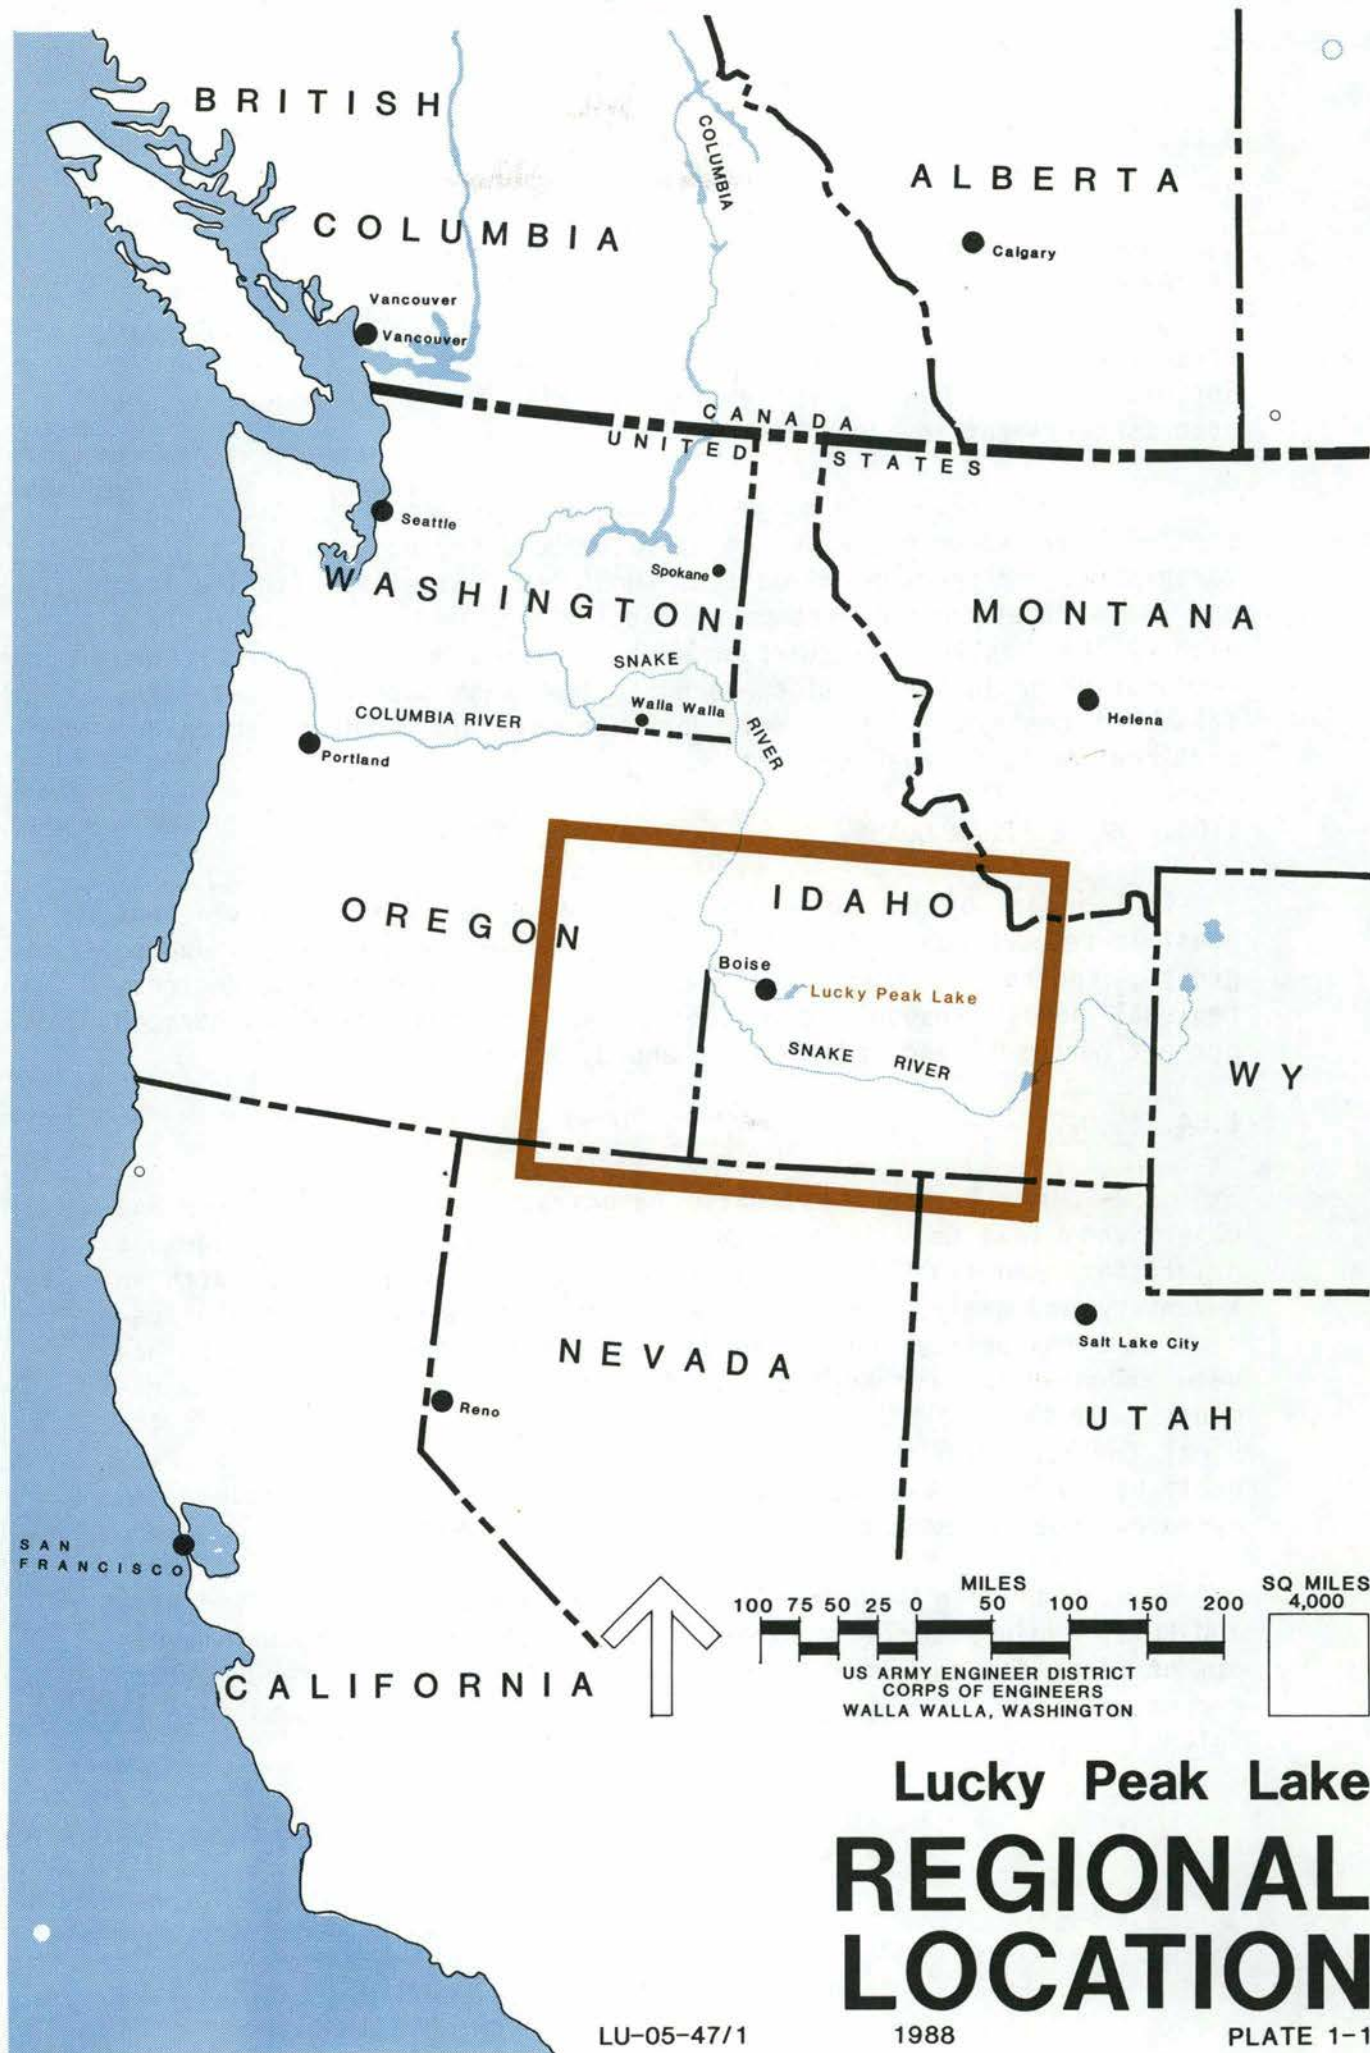 BRITISH
COLUMBIA
COLUMBIA
ALBERTA
Calgary
Vancouver
Vancouver
CANADA
UNITED STATES
Seattle
Spokane
WASHINGTON
MONTANA
SNAKE
RIVER
Walla Walla
Helena
COLUMBIA RIVER
Portland
OREGON
IDAHO
Boise
Lucky Peak Lake
SNAKE RIVER
WY
Salt Lake City
NEVADA
Reno
UTAH
SAN
FRANCISCO
CALIFORNIA
MILES
100 75 50 25 0 50 100 150 200
SQ MILES
4,000
US ARMY ENGINEER DISTRICT
CORPS OF ENGINEERS
WALLA WALLA, WASHINGTON
Lucky Peak Lake
REGIONAL
LOCATION
LU-05-47/1 1988 PLATE 1-1